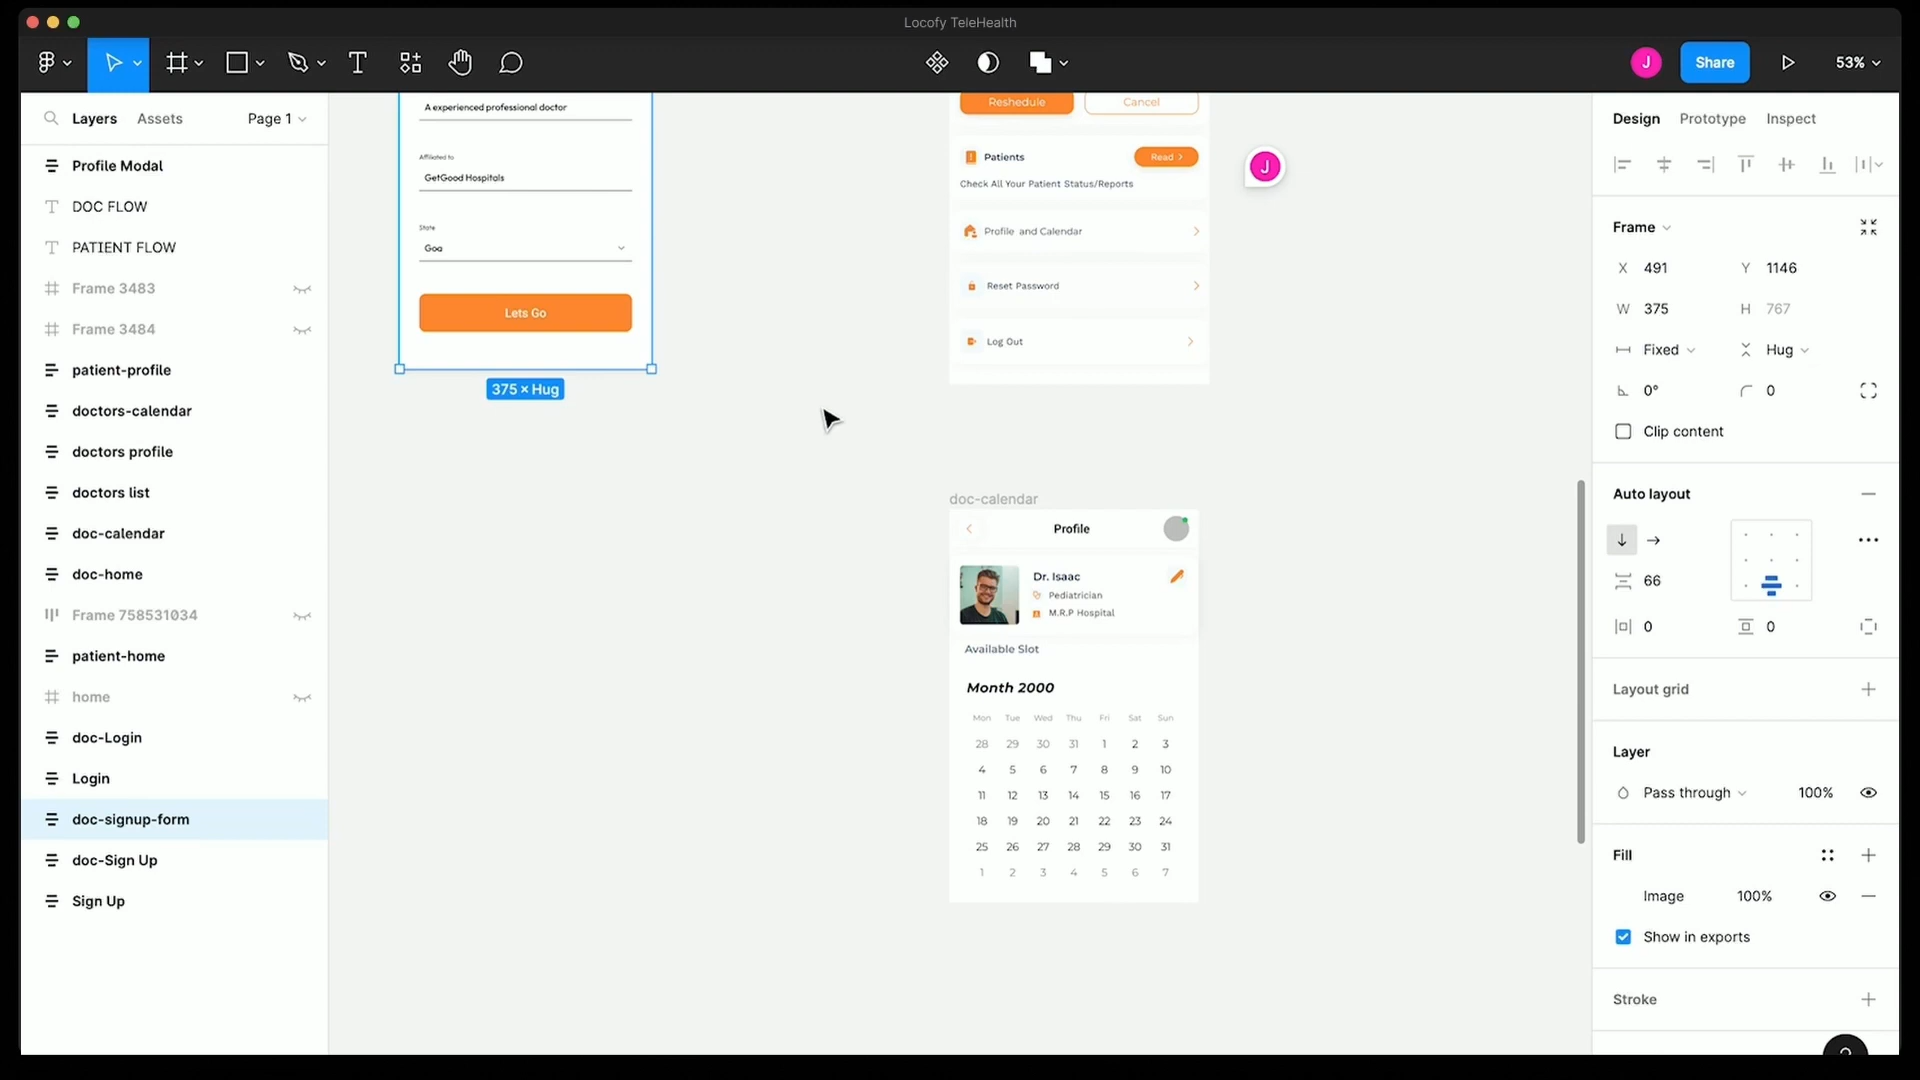 Locofy TeleHealth
J
Share
53%
Layers
Assets
Page 1
Profile Modal
DOC FLOW
PATIENT FLOW
Frame 3483
Frame 3484
patient-profile
doctors-calendar
doctors profile
doctors list
doc-calendar
doc-home
Frame 758531034
patient-home
home
doc-Login
Login
doc-signup-form
doc-Sign Up
Sign Up
A experienced professional doctor
Affiliated to
GetGood Hospitals
State
Goa
Lets Go
375 × Hug
Reshedule
Cancel
Patients
Read
Check All Your Patient Status/Reports
Profile and Calendar
Reset Password
Log Out
J
doc-calendar
Profile
Dr. Isaac
Pediatrician
M.R.P Hospital
Available Slot
Month 2000
Mon Tue Wed Thu Fri Sat Sun
28 29 30 31 1 2 3
4 5 6 7 8 9 10
11 12 13 14 15 16 17
18 19 20 21 22 23 24
25 26 27 28 29 30 31
1 2 3 4 5 6 7
Design
Prototype
Inspect
Frame
X 491
Y 1146
W 375
H 767
Fixed
Hug
0°
0
Clip content
Auto layout
66
0
0
Layout grid
Layer
Pass through
100%
Fill
Image
100%
Show in exports
Stroke